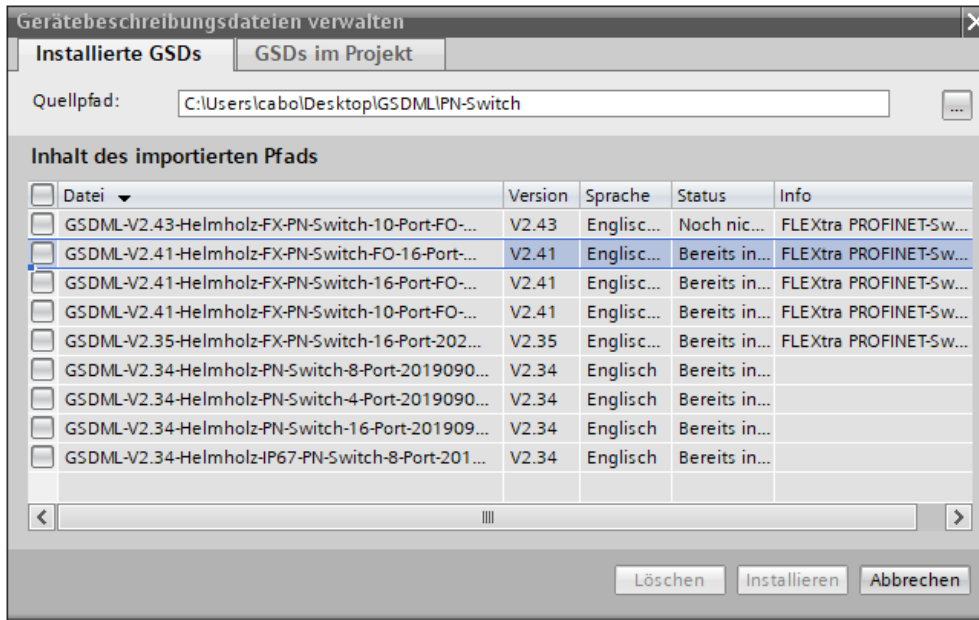 Gerätebeschreibungsdateien verwalten
Installierte GSDs GSDs im Projekt
Quellpfad: C:\Users\cabo\Desktop\GSDML\PN-Switch ...
Inhalt des importierten Pfads
Datei Version Sprache Status Info
GSDML-V2.43-Helmholz-FX-PN-Switch-10-Port-FO-... V2.43 Englisc... Noch nic... FLEXtra PROFINET-Sw...
GSDML-V2.41-Helmholz-FX-PN-Switch-FO-16-Port-... V2.41 Englisc... Bereits in... FLEXtra PROFINET-Sw...
GSDML-V2.41-Helmholz-FX-PN-Switch-16-Port-FO-... V2.41 Englisc... Bereits in... FLEXtra PROFINET-Sw...
GSDML-V2.41-Helmholz-FX-PN-Switch-10-Port-FO-... V2.41 Englisc... Bereits in... FLEXtra PROFINET-Sw...
GSDML-V2.35-Helmholz-FX-PN-Switch-16-Port-202... V2.35 Englisc... Bereits in... FLEXtra PROFINET-Sw...
GSDML-V2.34-Helmholz-PN-Switch-8-Port-2019090... V2.34 Englisch Bereits in...
GSDML-V2.34-Helmholz-PN-Switch-4-Port-2019090... V2.34 Englisch Bereits in...
GSDML-V2.34-Helmholz-PN-Switch-16-Port-201909... V2.34 Englisch Bereits in...
GSDML-V2.34-Helmholz-IP67-PN-Switch-8-Port-201... V2.34 Englisch Bereits in...
Löschen Installieren Abbrechen